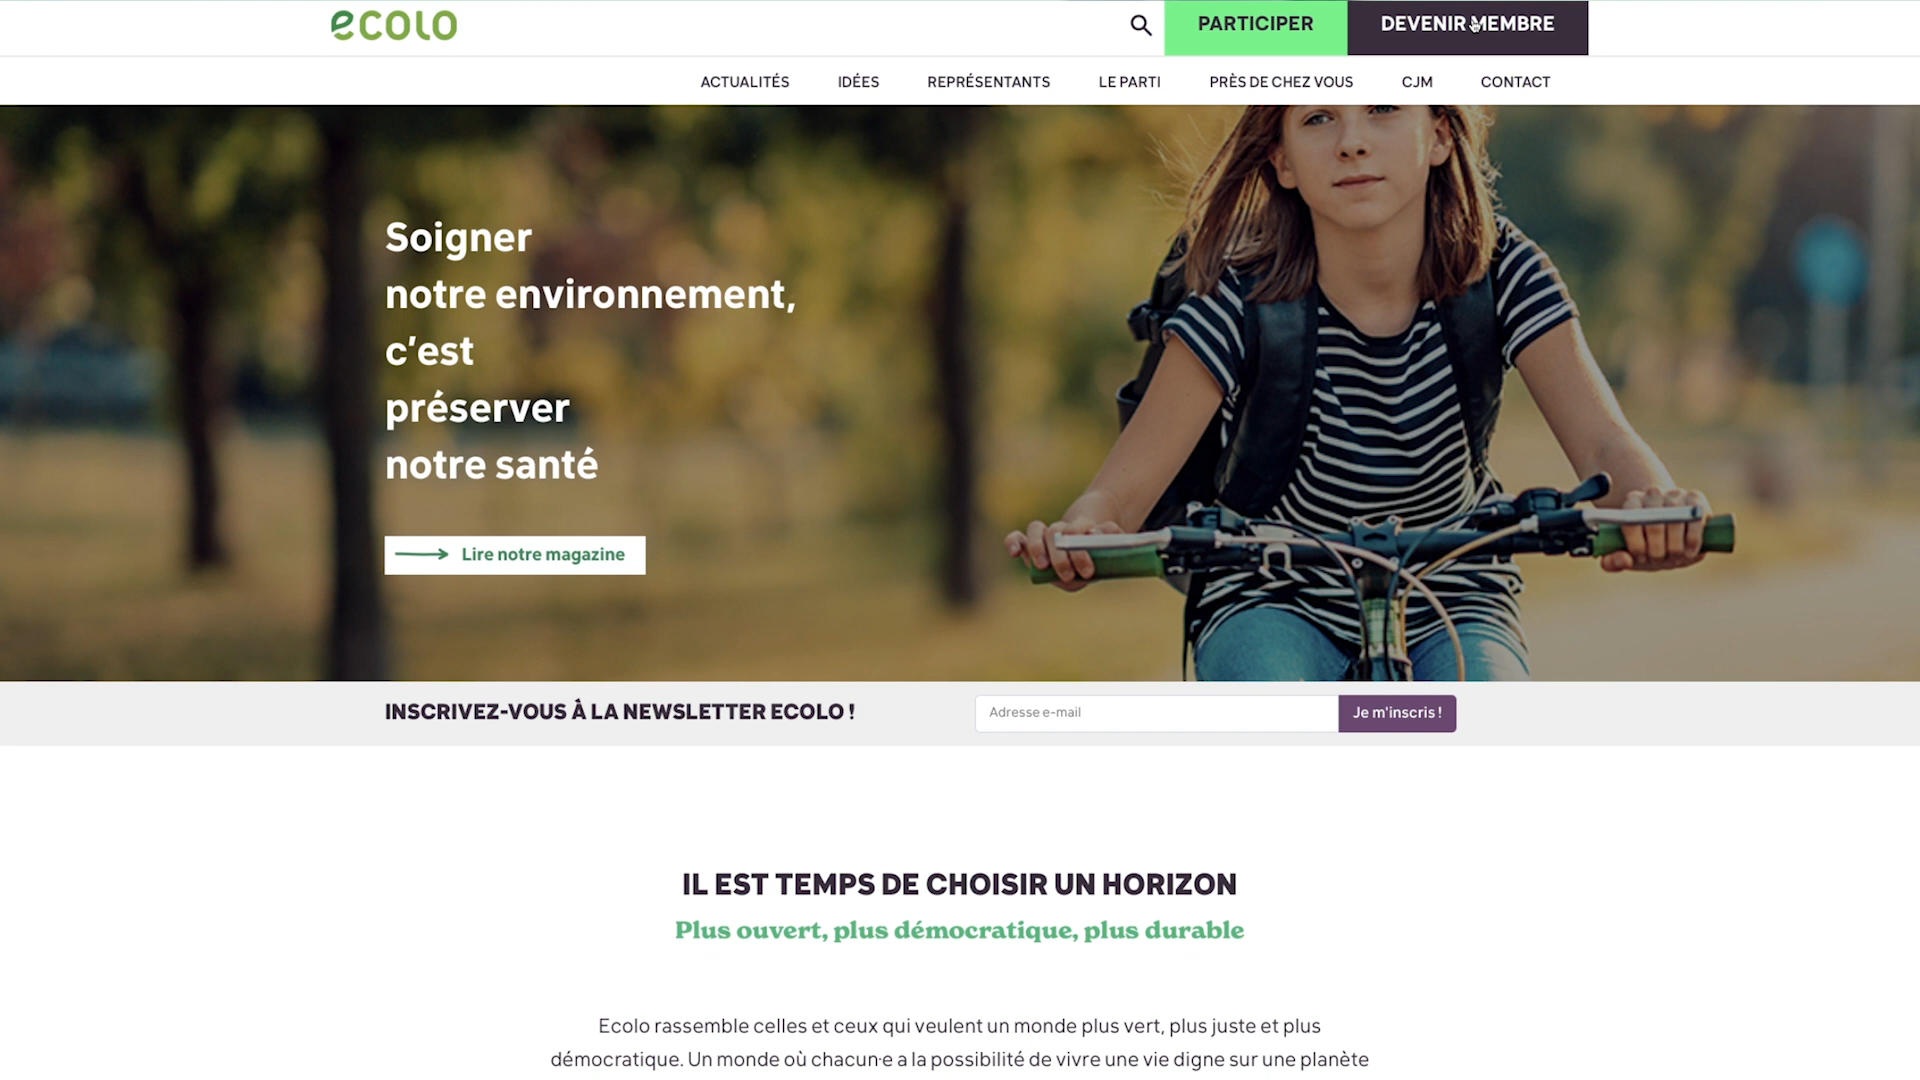 ecolo
PARTICIPER
DEVENIR MEMBRE
ACTUALITÉS IDÉES REPRÉSENTANTS LE PARTI PRÈS DE CHEZ VOUS CJM CONTACT
Soigner
notre environnement,
c'est
préserver
notre santé
Lire notre magazine
INSCRIVEZ-VOUS À LA NEWSLETTER ECOLO !
Adresse e-mail
Je m'inscris !
IL EST TEMPS DE CHOISIR UN HORIZON
Plus ouvert, plus démocratique, plus durable
Ecolo rassemble celles et ceux qui veulent un monde plus vert, plus juste et plus
démocratique. Un monde où chacun·e a la possibilité de vivre une vie digne sur une planète